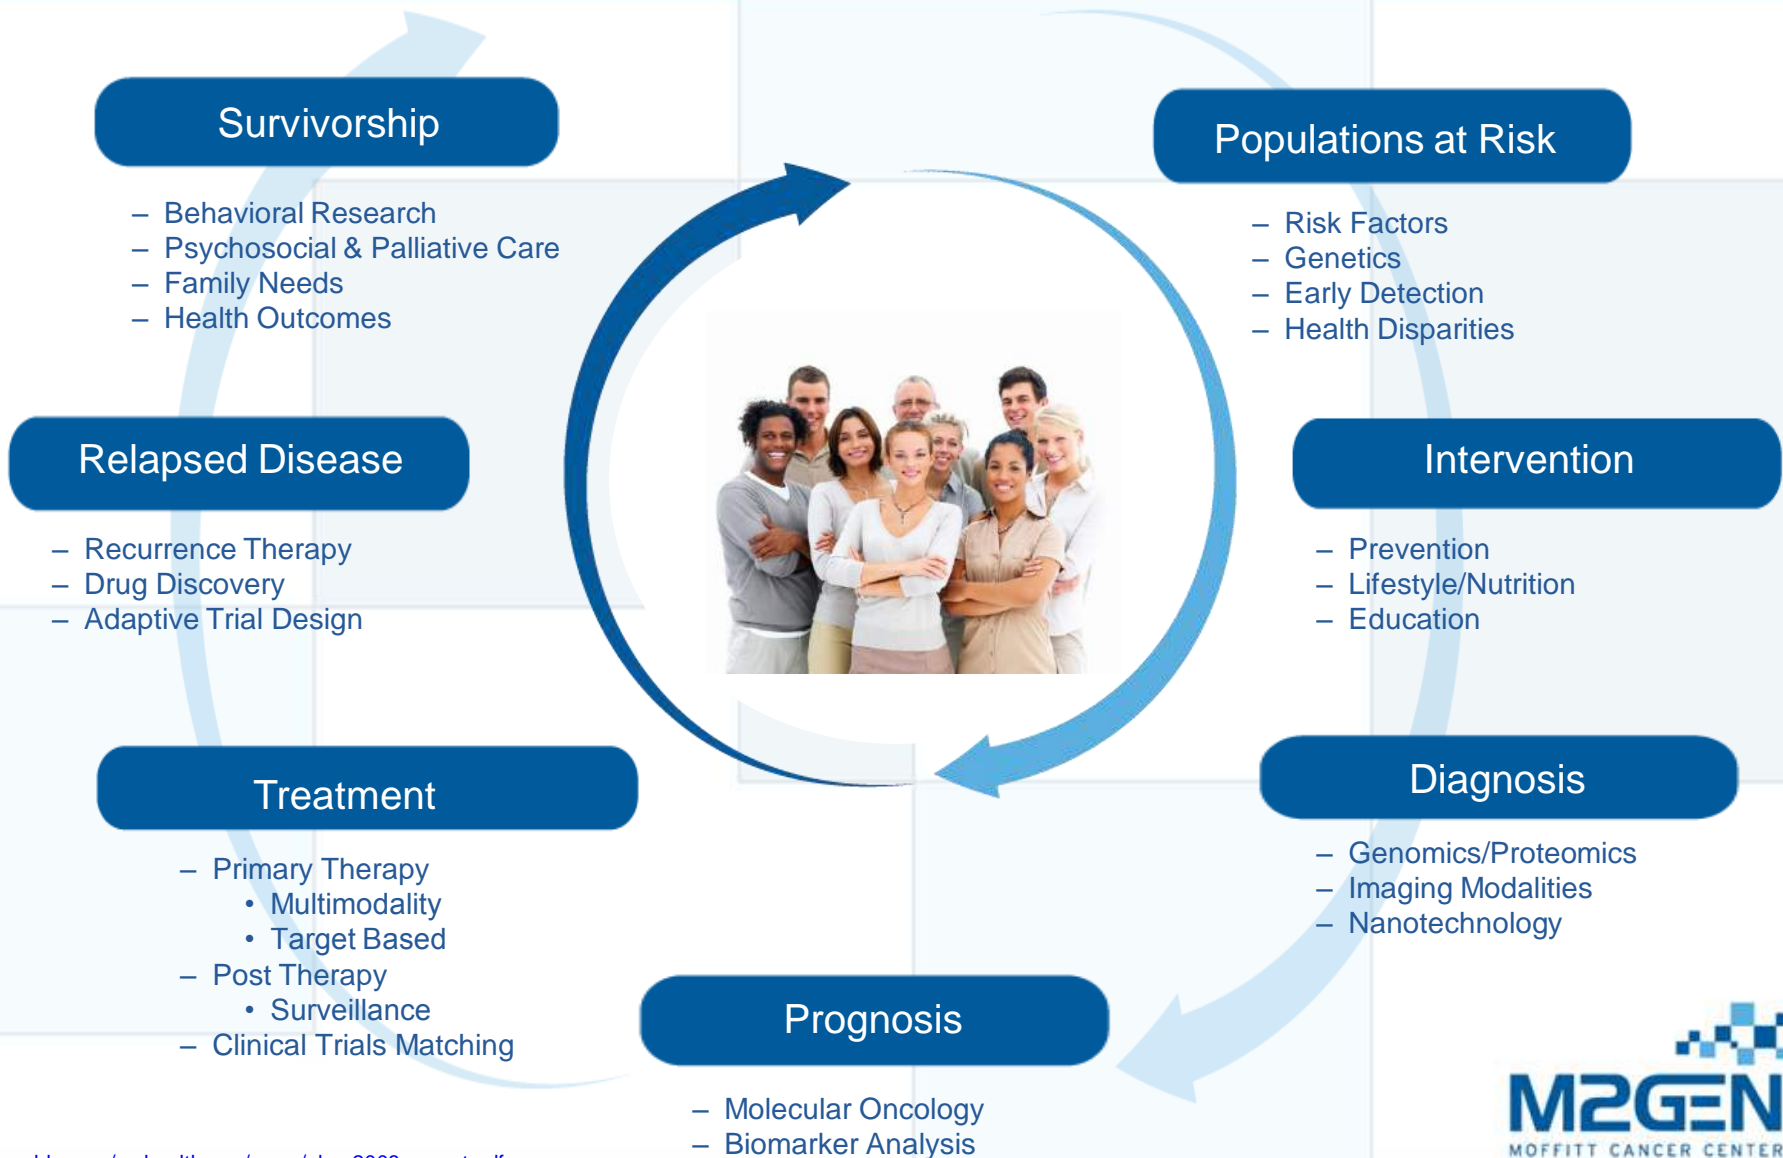 Survivorship
– Behavioral Research
– Psychosocial & Palliative Care
– Family Needs
– Health Outcomes
Populations at Risk
– Risk Factors
– Genetics
– Early Detection
– Health Disparities
Relapsed Disease
– Recurrence Therapy
– Drug Discovery
– Adaptive Trial Design
Intervention
– Prevention
– Lifestyle/Nutrition
– Education
Treatment
– Primary Therapy
• Multimodality
• Target Based
– Post Therapy
• Surveillance
– Clinical Trials Matching
Diagnosis
– Genomics/Proteomics
– Imaging Modalities
– Nanotechnology
Prognosis
– Molecular Oncology
– Biomarker Analysis
M2GEN
MOFFITT CANCER CENTER